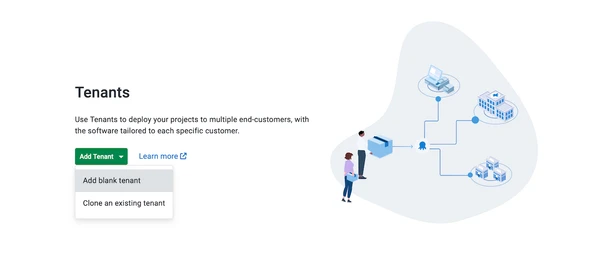 Tenants
Use Tenants to deploy your projects to multiple end-customers, with
the software tailored to each specific customer.
Add Tenant
Learn more
Add blank tenant
Clone an existing tenant